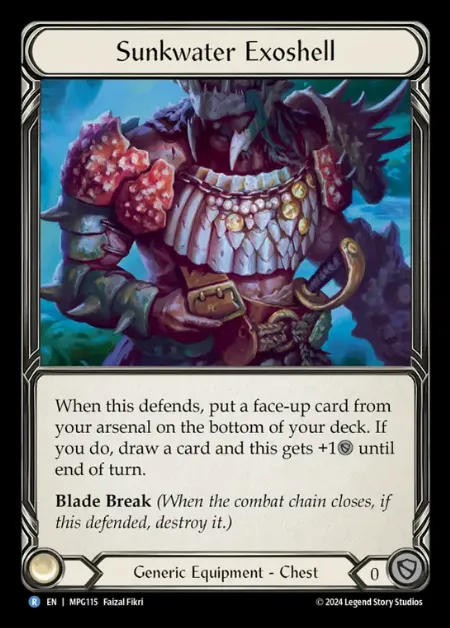 Sunkwater Exoshell
When this defends, put a face-up card from
your arsenal on the bottom of your deck. If
you do, draw a card and this gets +1 until
end of turn.
Blade Break (When the combat chain closes, if
this defended, destroy it.)
Generic Equipment - Chest
0
R EN | MPG115 Faizal Fikri
© 2024 Legend Story Studios